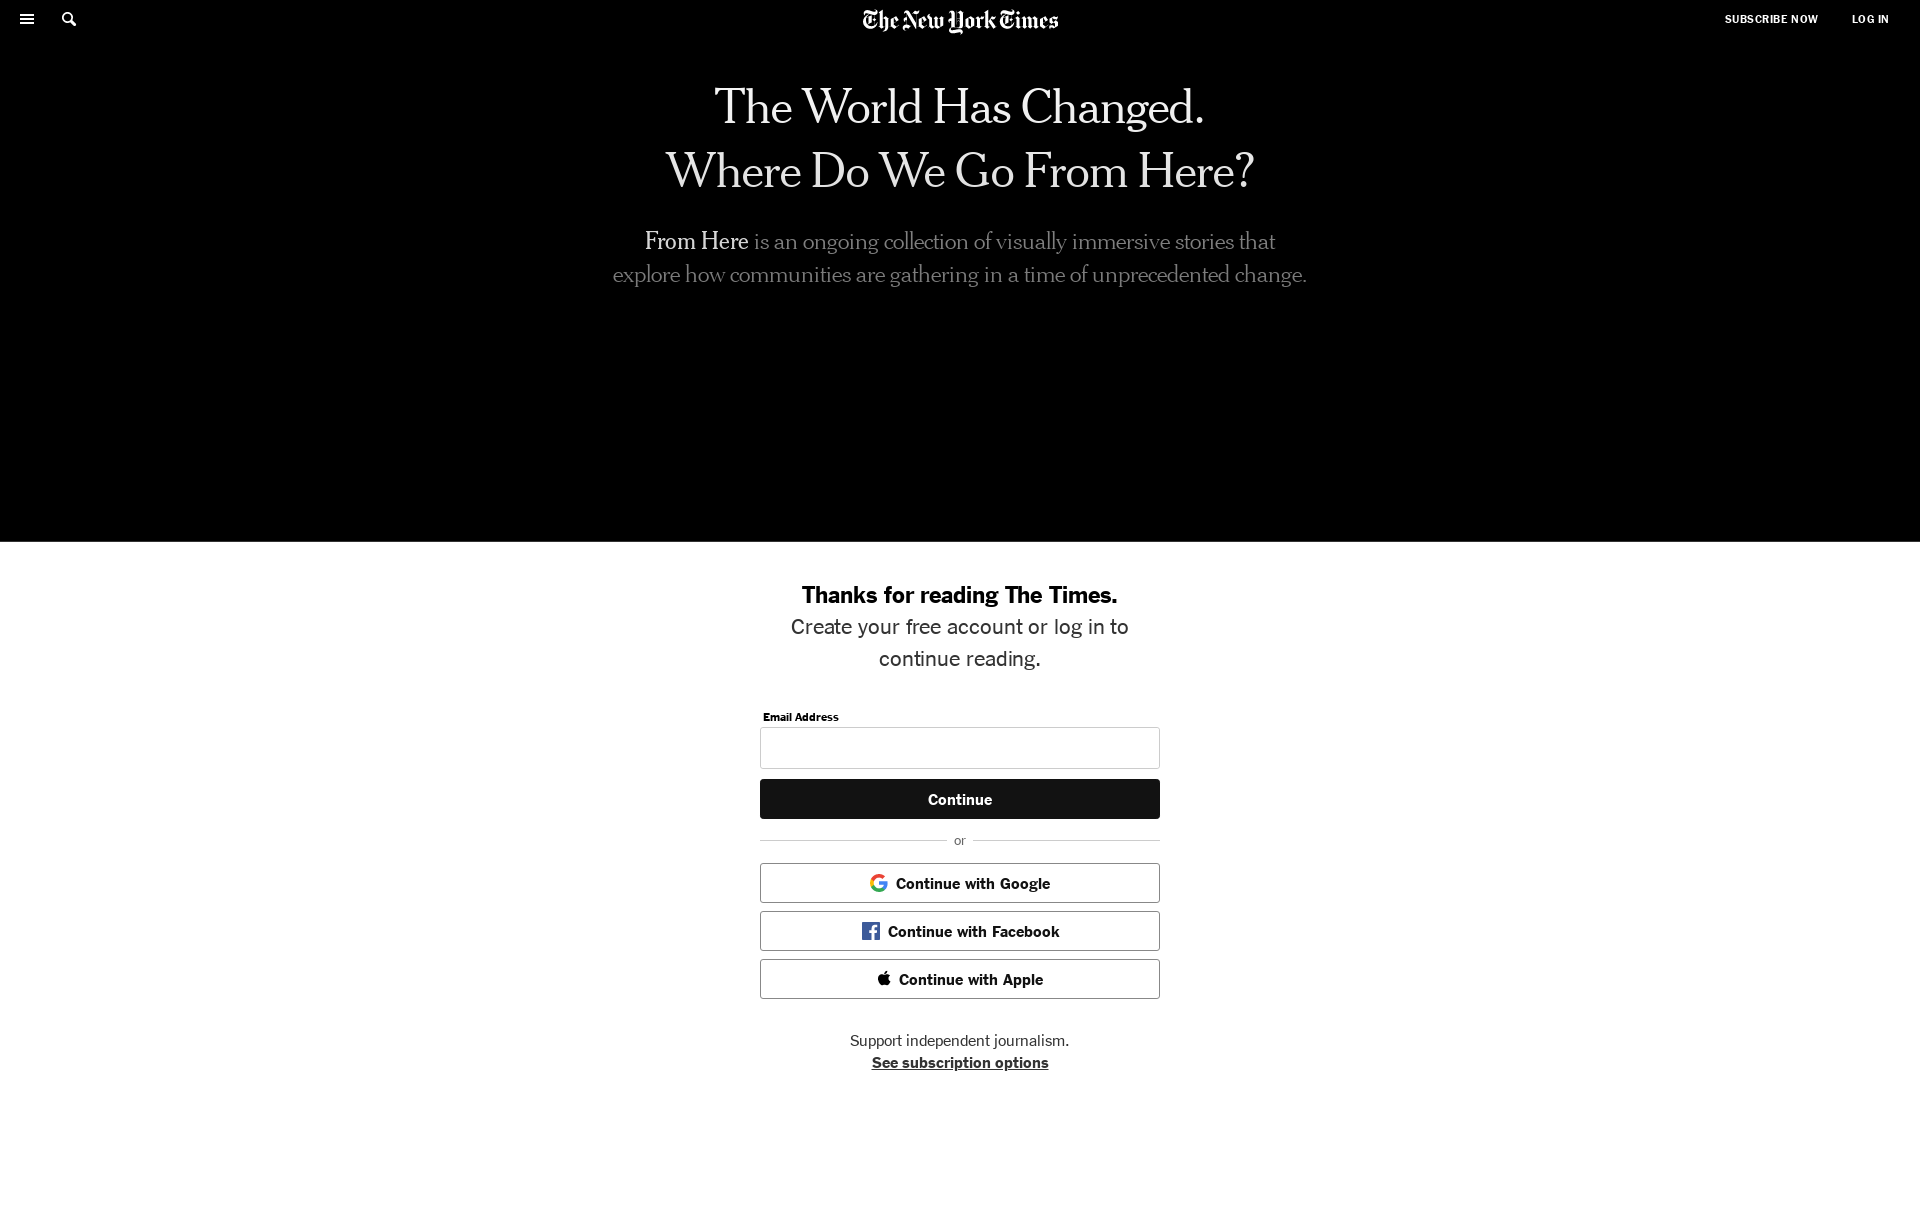 The New York Times
SUBSCRIBE NOW
LOG IN
The World Has Changed.
Where Do We Go From Here?
From Here is an ongoing collection of visually immersive stories that
explore how communities are gathering in a time of unprecedented change.
Thanks for reading The Times.
Create your free account or log in to
continue reading.
Email Address
Continue
or
Continue with Google
Continue with Facebook
Continue with Apple
Support independent journalism.
See subscription options